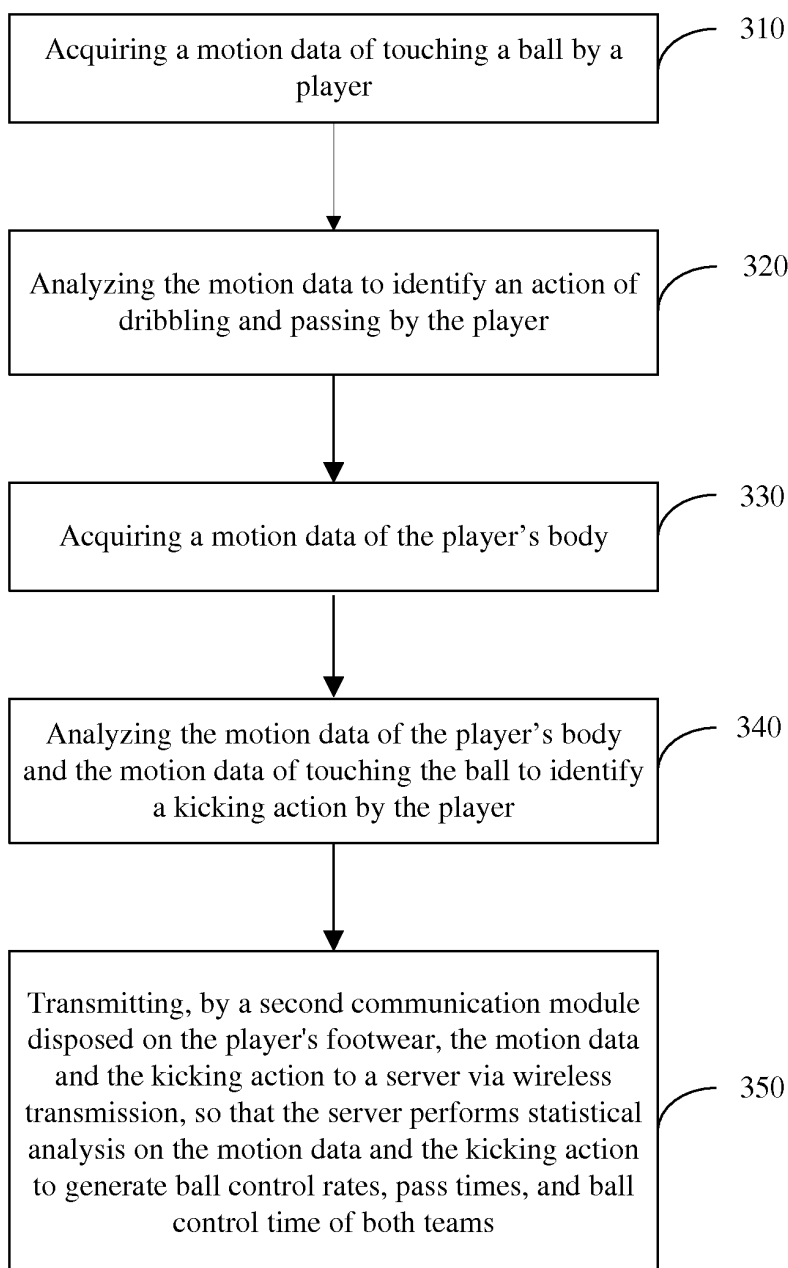 Acquiring a motion data of touching a ball by a
player
310
Analyzing the motion data to identify an action of
dribbling and passing by the player
320
Acquiring a motion data of the player’s body
330
Analyzing the motion data of the player’s body
and the motion data of touching the ball to identify
a kicking action by the player
340
Transmitting, by a second communication module
disposed on the player's footwear, the motion data
and the kicking action to a server via wireless
transmission, so that the server performs statistical
analysis on the motion data and the kicking action
to generate ball control rates, pass times, and ball
control time of both teams
350